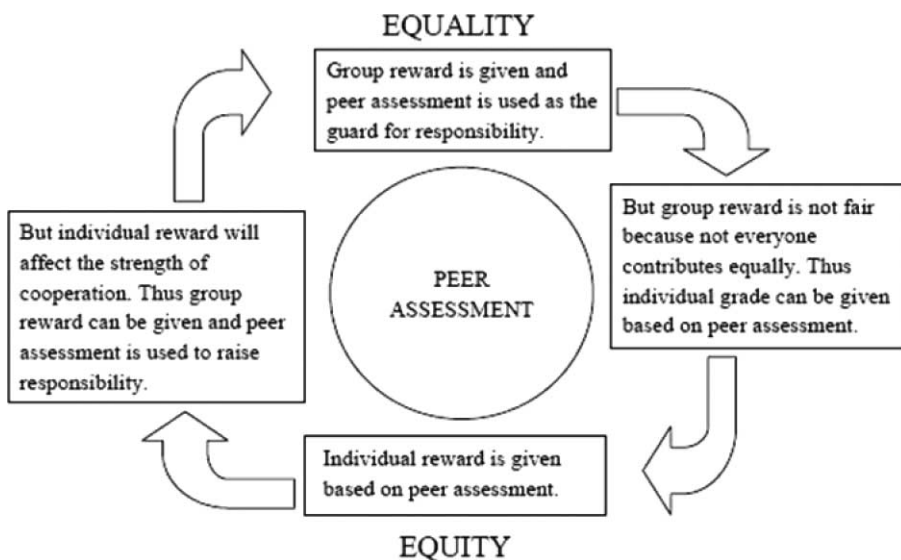 EQUALITY
Group reward is given and
peer assessment is used as the
guard for responsibility.
But group reward is not fair
because not everyone
contributes equally. Thus
individual grade can be given
based on peer assessment.
But individual reward will
affect the strength of
cooperation. Thus group
reward can be given and peer
assessment is used to raise
responsibility.
PEER
ASSESSMENT
Individual reward is given
based on peer assessment.
EQUITY